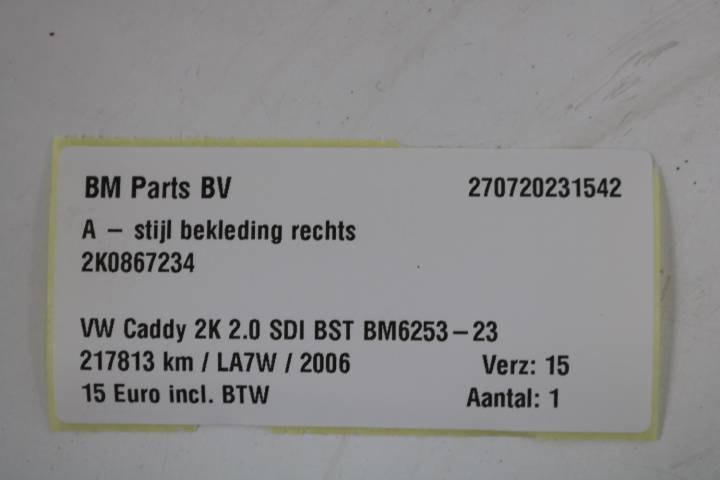 BM Parts BV 270720231542
A – stijl bekleding rechts
2K0867234
VW Caddy 2K 2.0 SDI BST BM6253–23
217813 km / LA7W / 2006 Verz: 15
15 Euro incl. BTW Aantal: 1